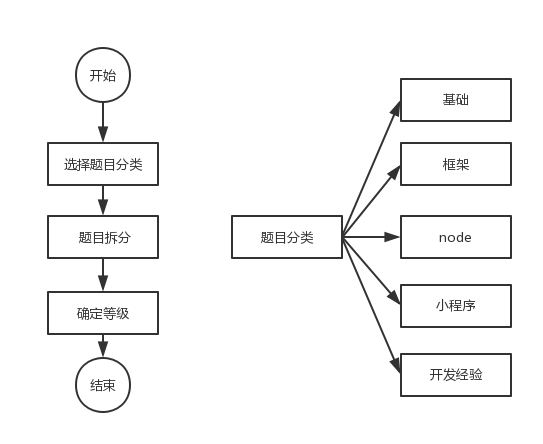 开始
选择题目分类
题目拆分
确定等级
结束
题目分类
基础
框架
node
小程序
开发经验